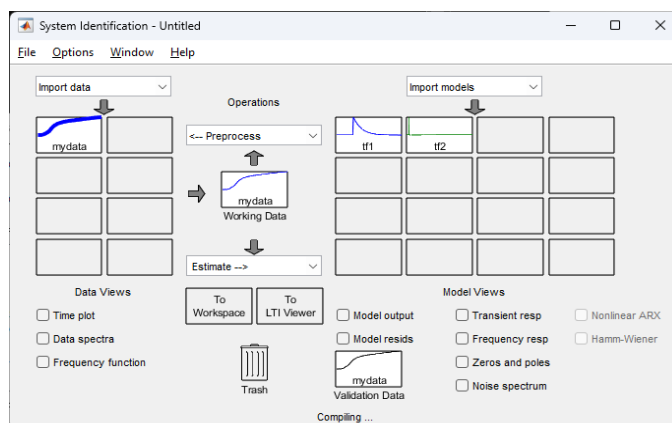 System Identification - Untitled
File Options Window Help
Import data
Import models
Operations
mydata
<-- Preprocess
tf1
tf2
mydata
Working Data
Estimate -->
Data Views
To
Workspace
To
LTI Viewer
Model Views
Time plot
Data spectra
Frequency function
Trash
Model output
Model resids
mydata
Validation Data
Transient resp
Frequency resp
Zeros and poles
Noise spectrum
Nonlinear ARX
Hamm-Wiener
Compiling ...